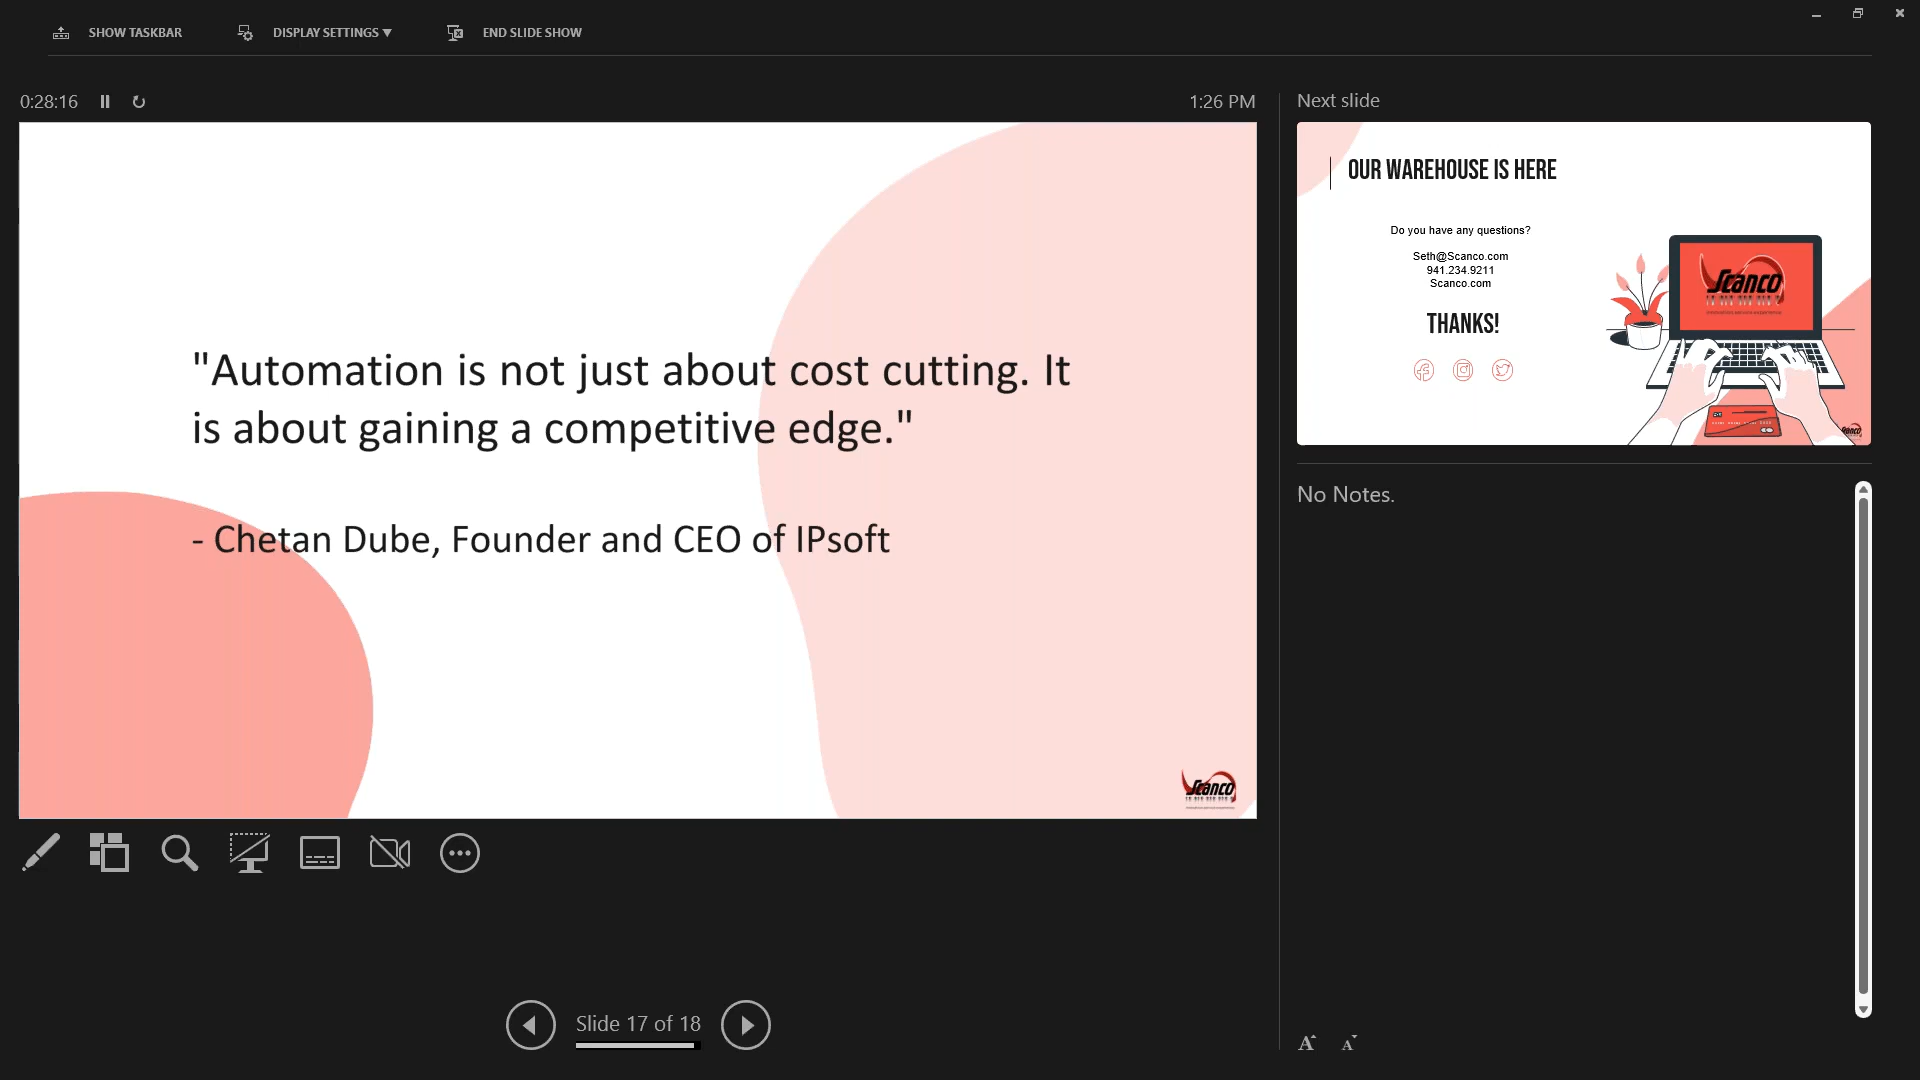 SHOW TASKBAR
DISPLAY SETTINGS ▼
END SLIDE SHOW
0:28:16
1:26 PM
"Automation is not just about cost cutting. It
is about gaining a competitive edge."
- Chetan Dube, Founder and CEO of IPsoft
Scanco
Slide 17 of 18
Next slide
OUR WAREHOUSE IS HERE
Do you have any questions?
Seth@Scanco.com
941.234.9211
Scanco.com
THANKS!
Scanco
Scanco
No Notes.
A A